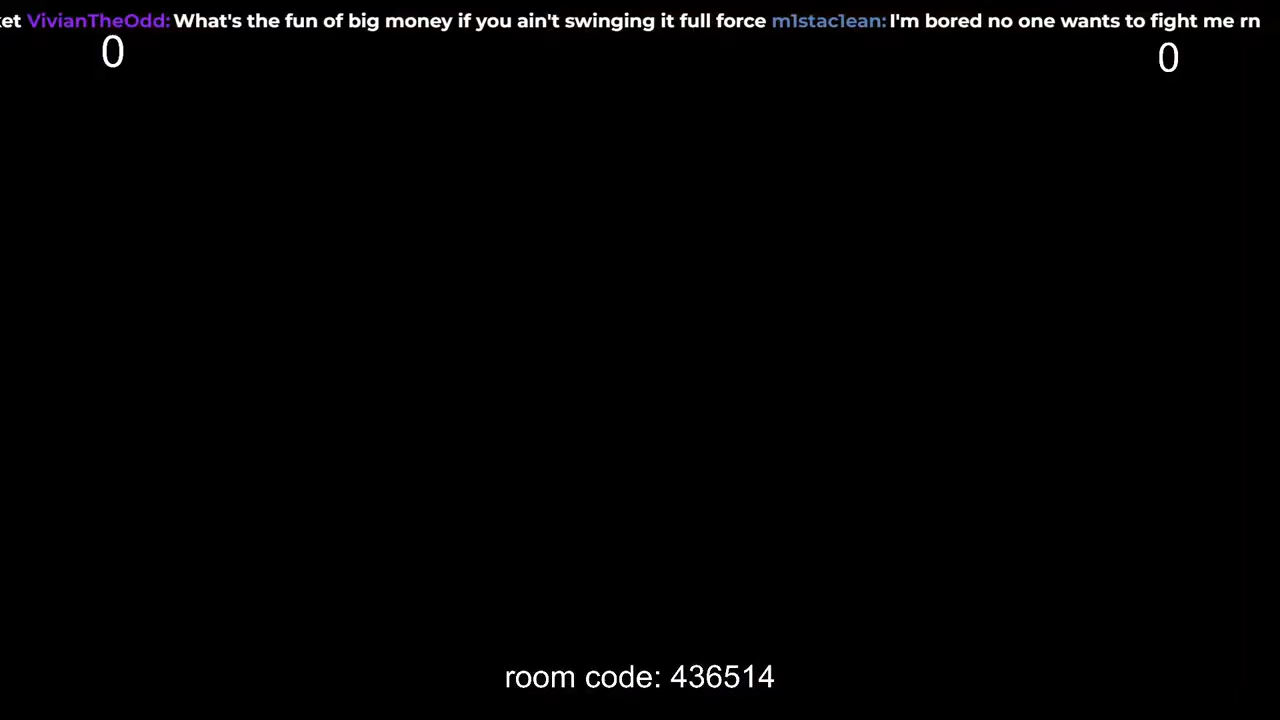 ket VivianTheOdd: What's the fun of big money if you ain't swinging it full force m1stac1ean: I'm bored no one wants to fight me rn
0
0
room code: 436514